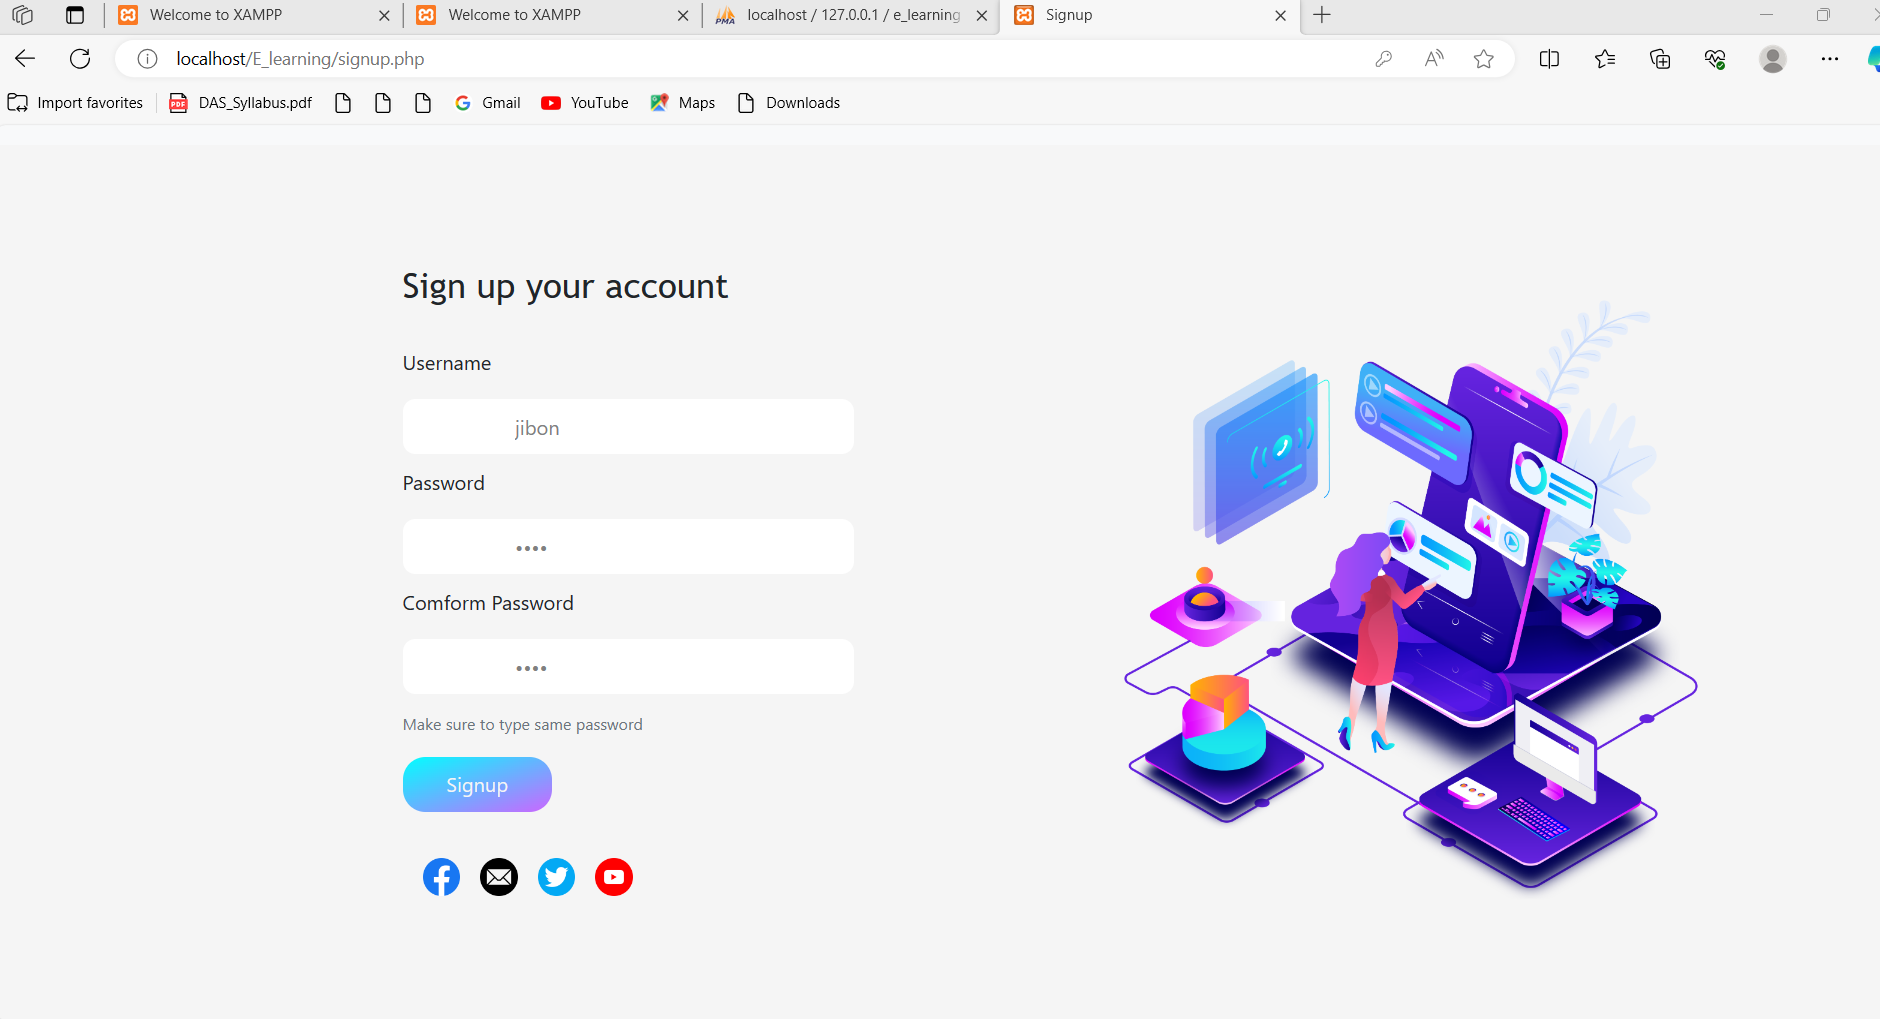 Welcome to XAMPP
Welcome to XAMPP
PMA localhost / 127.0.0.1 / e_learning
Signup
localhost/E_learning/signup.php
Import favorites
PDF DAS_Syllabus.pdf
Gmail
YouTube
Maps
Downloads
Sign up your account
Username
jibon
Password
••••
Comform Password
••••
Make sure to type same password
Signup